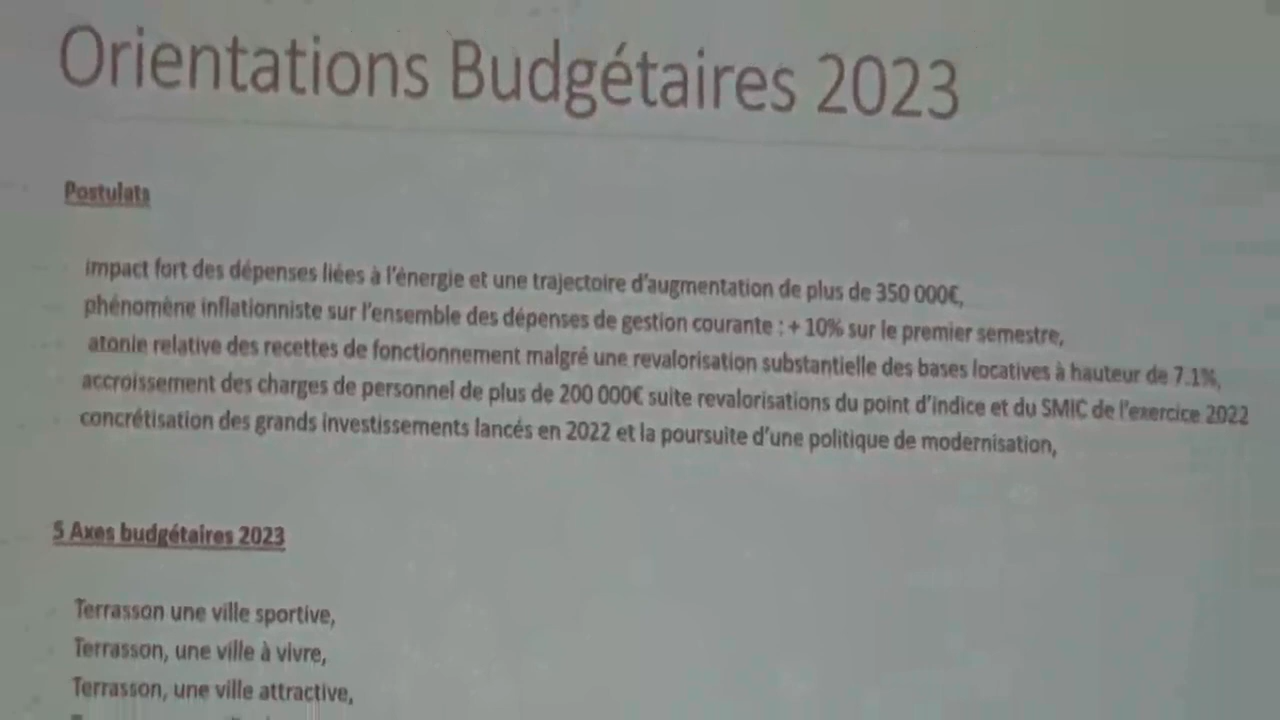 Orientations Budgétaires 2023
Postulats
impact fort des dépenses liées à l'énergie et une trajectoire d'augmentation de plus de 350 000€,
phénomène inflationniste sur l'ensemble des dépenses de gestion courante : + 10% sur le premier semestre,
atonie relative des recettes de fonctionnement malgré une revalorisation substantielle des bases locatives à hauteur de 7.1%,
accroissement des charges de personnel de plus de 200 000€ suite revalorisations du point d'indice et du SMIC de l'exercice 2022
concrétisation des grands investissements lancés en 2022 et la poursuite d'une politique de modernisation,
5 Axes budgétaires 2023
Terrasson une ville sportive,
Terrasson, une ville à vivre,
Terrasson, une ville attractive,